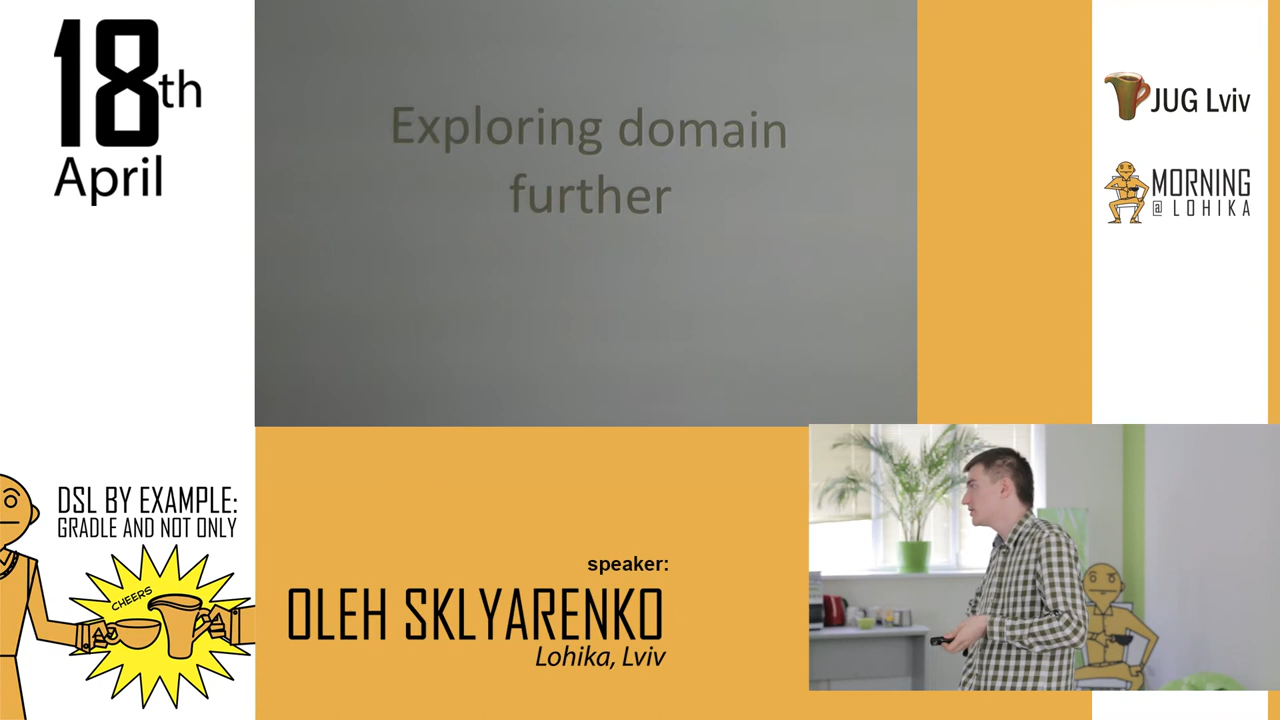 18th
April
Exploring domain
further
JUG Lviv
MORNING
@ LOHIKA
DSL BY EXAMPLE:
GRADLE AND NOT ONLY
CHEERS
speaker:
OLEH SKLYARENKO
Lohika, Lviv